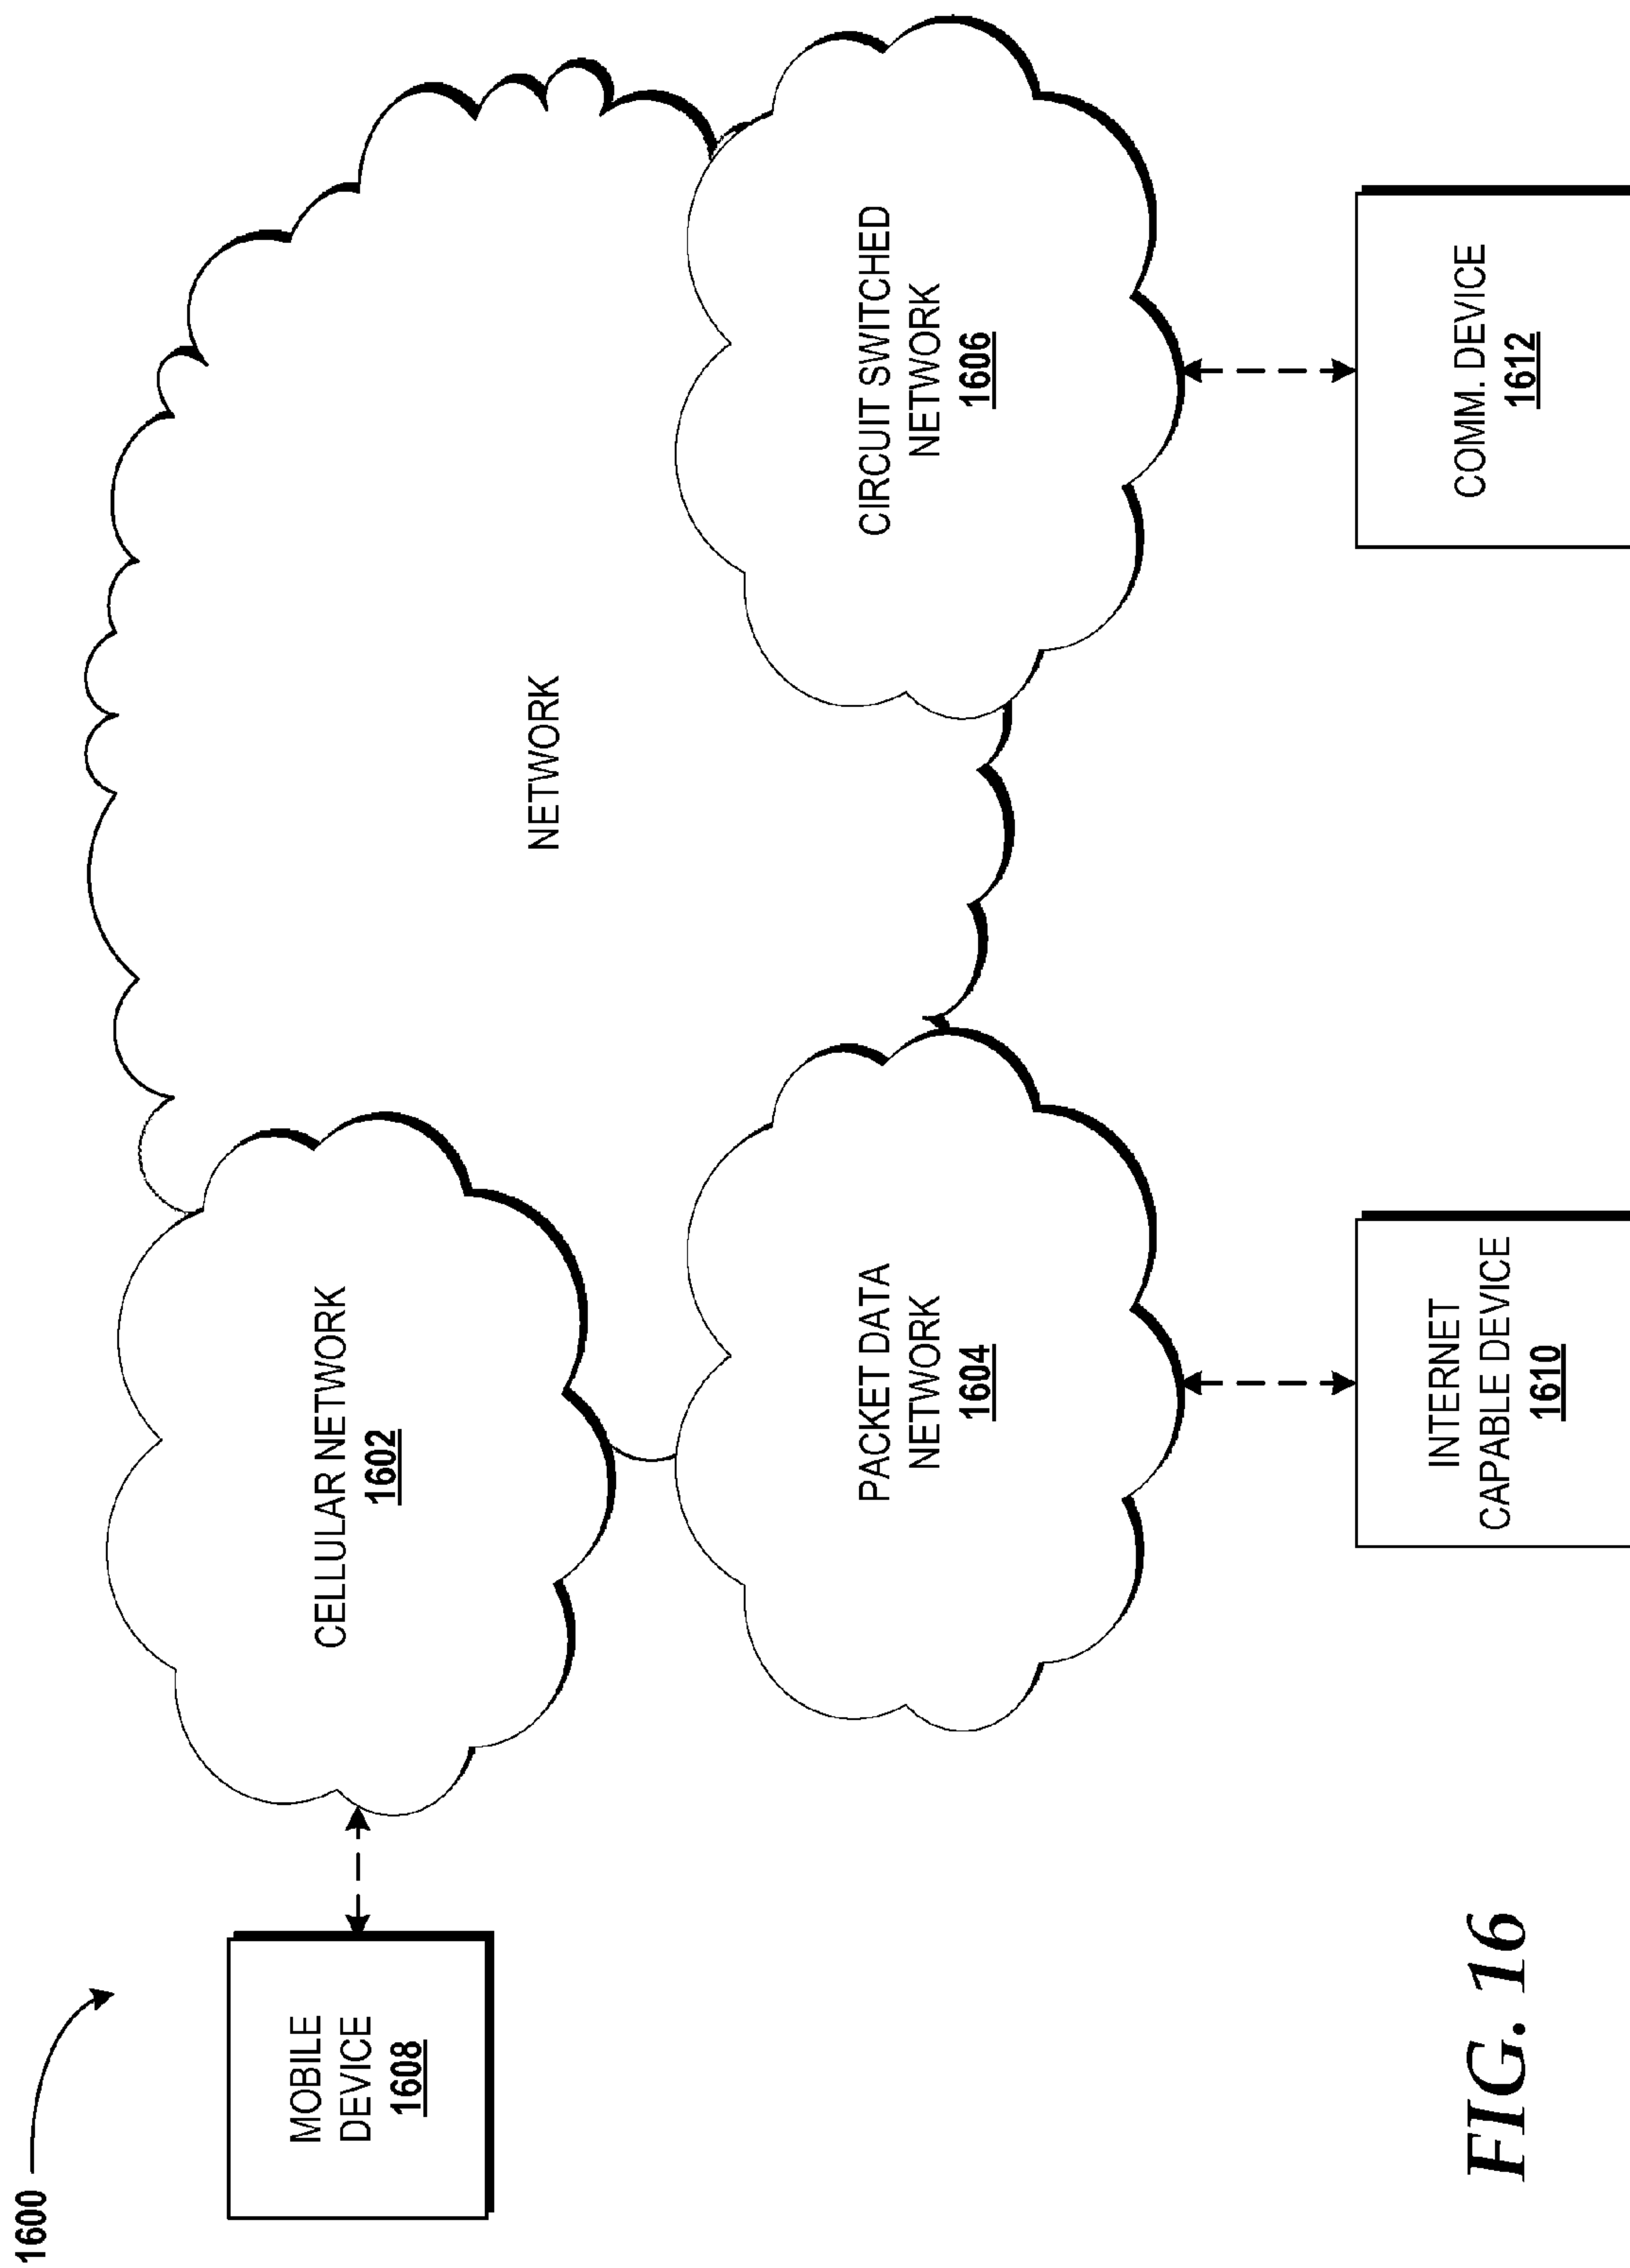 1600
MOBILE
DEVICE
1608
CELLULAR NETWORK
1602
NETWORK
PACKET DATA
NETWORK
1604
CIRCUIT SWITCHED
NETWORK
1606
INTERNET
CAPABLE DEVICE
1610
COMM. DEVICE
1612
FIG. 16